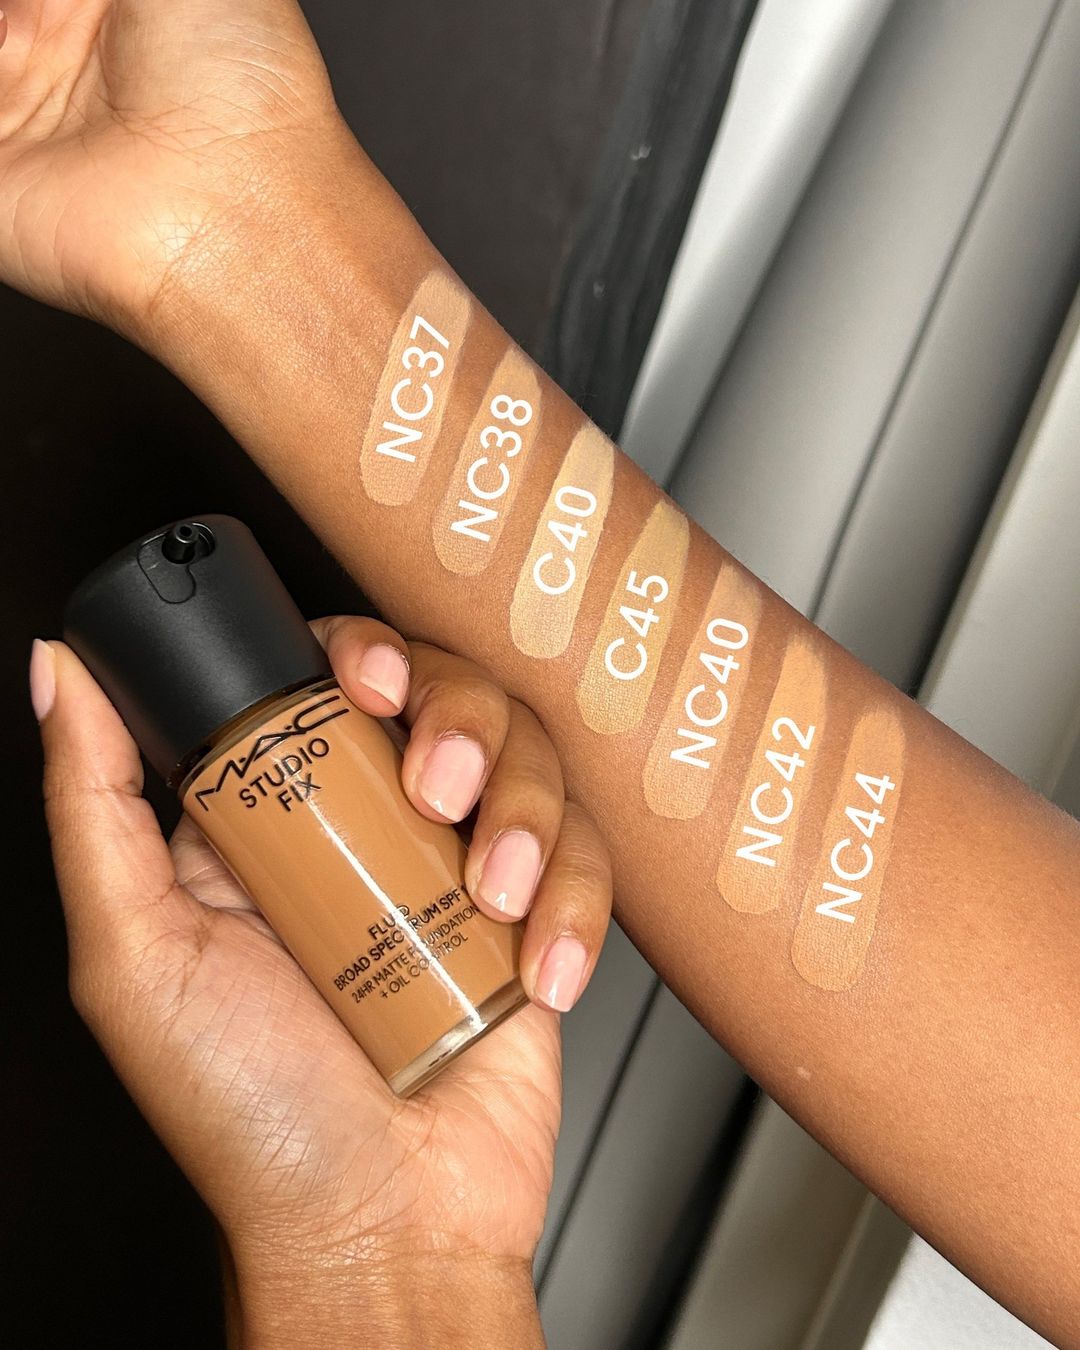 NC37
NC38
C40
C45
NC40
NC42
NC44
M·A·C
STUDIO
FIX
FLUID
BROAD SPECTRUM SPF
24HR MATTE FOUNDATION
+ OIL CONTROL